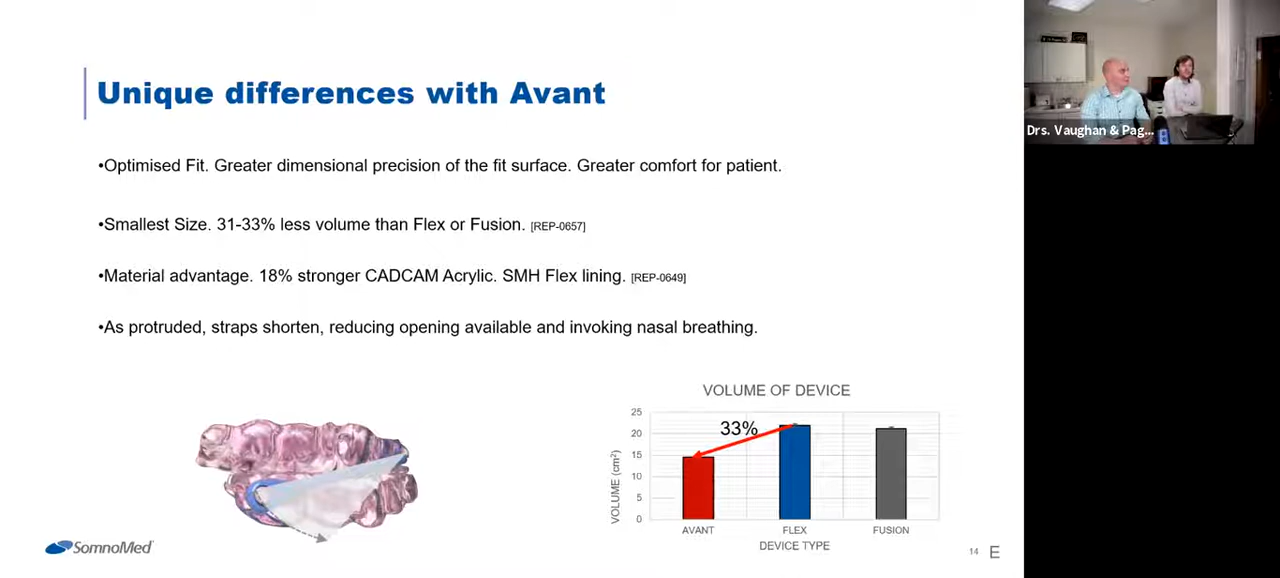 Unique differences with Avant
•Optimised Fit. Greater dimensional precision of the fit surface. Greater comfort for patient.
•Smallest Size. 31-33% less volume than Flex or Fusion. [REP-0657]
•Material advantage. 18% stronger CADCAM Acrylic. SMH Flex lining. [REP-0649]
•As protruded, straps shorten, reducing opening available and invoking nasal breathing.
VOLUME OF DEVICE
VOLUME (cm²)
25
20
15
10
5
0
33%
AVANT
FLEX
FUSION
DEVICE TYPE
SomnoMed
14 E
Drs. Vaughan & Pag...